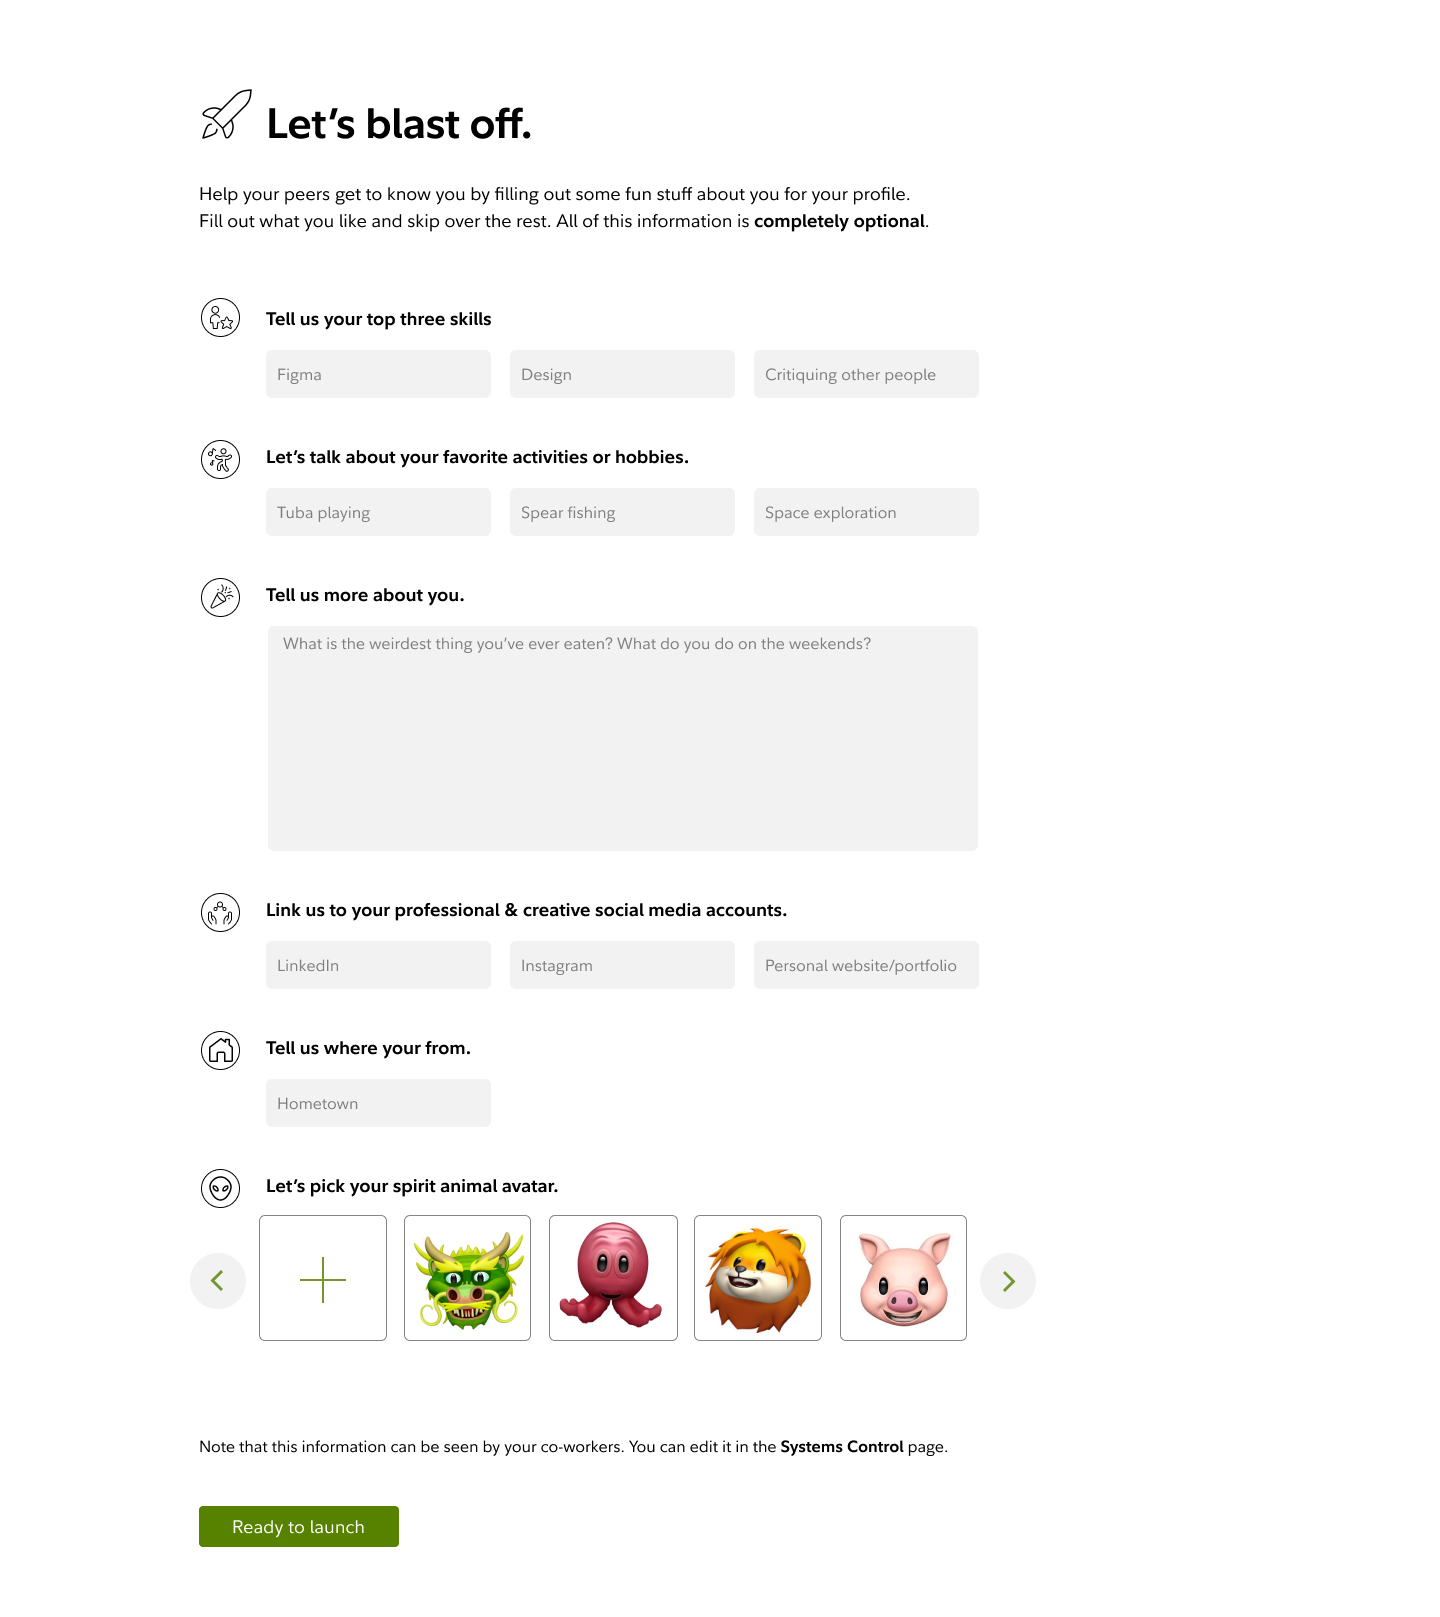 Let's blast off.
Help your peers get to know you by filling out some fun stuff about you for your profile.
Fill out what you like and skip over the rest. All of this information is completely optional.
Tell us your top three skills
Figma Design Critiquing other people
Let's talk about your favorite activities or hobbies.
Tuba playing Spear fishing Space exploration
Tell us more about you.
What is the weirdest thing you've ever eaten? What do you do on the weekends?
Link us to your professional & creative social media accounts.
LinkedIn Instagram Personal website/portfolio
Tell us where your from.
Hometown
Let's pick your spirit animal avatar.
Note that this information can be seen by your co-workers. You can edit it in the Systems Control page.
Ready to launch